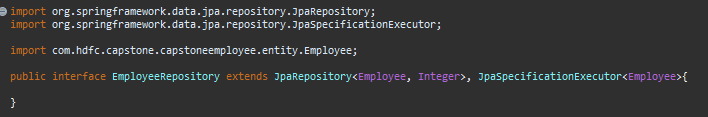 import org.springframework.data.jpa.repository.JpaRepository;
import org.springframework.data.jpa.repository.JpaSpecificationExecutor;
import com.hdfc.capstone.capstoneemployee.entity.Employee;
public interface EmployeeRepository extends JpaRepository<Employee, Integer>, JpaSpecificationExecutor<Employee>{
}